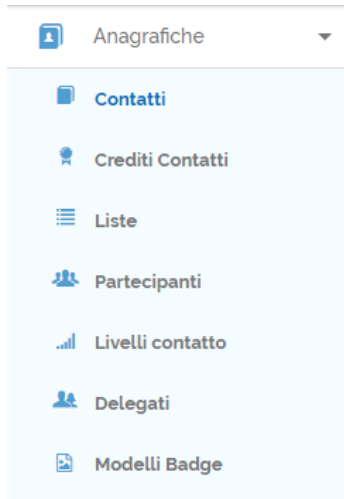 Anagrafiche
Contatti
Crediti Contatti
Liste
Partecipanti
Livelli contatto
Delegati
Modelli Badge